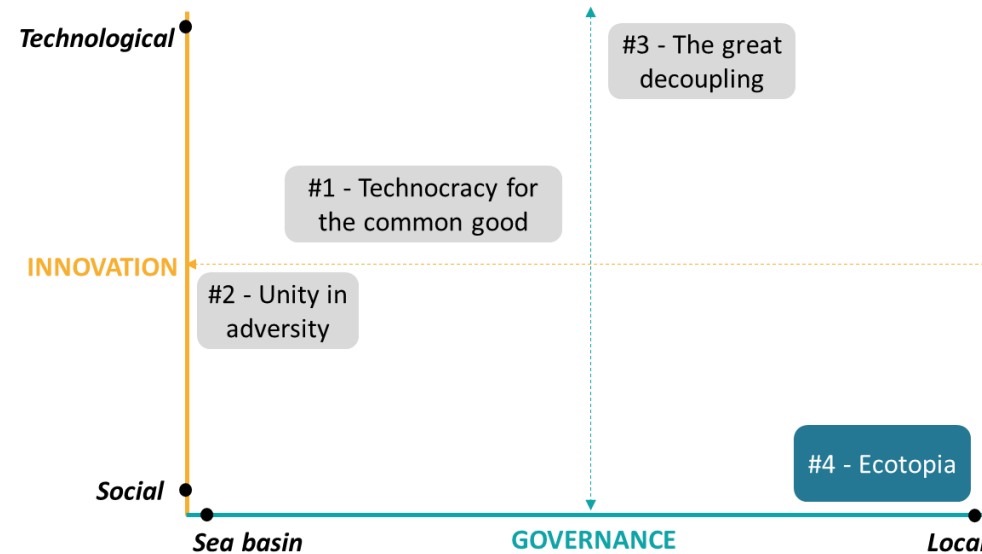 Technological
#3 - The great
decoupling
#1 - Technocracy for
the common good
INNOVATION
#2 - Unity in
adversity
#4 - Ecotopia
Social
Sea basin
GOVERNANCE
Local